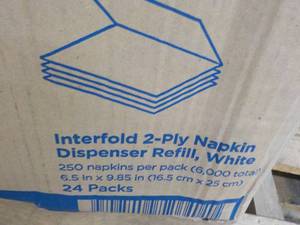 Interfold 2-Ply Napkin
Dispenser Refill, White
250 napkins per pack (6,000 total)
6.5 in x 9.85 in (16.5 cm x 25 cm)
24 Packs